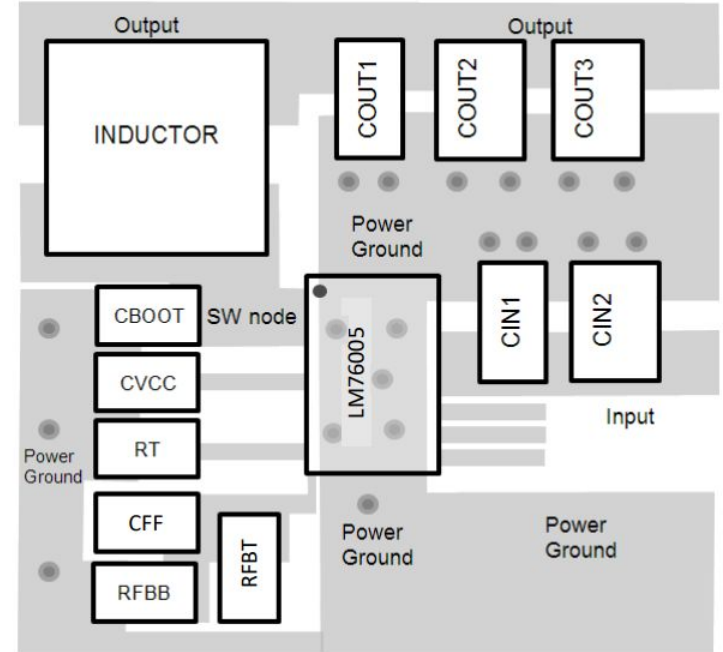 Output
Output
INDUCTOR
COUT1
COUT2
COUT3
Power
Ground
CBOOT
SW node
LM76005
CIN1
CIN2
CVCC
Input
RT
Power
Ground
CFF
RFBT
Power
Ground
Power
Ground
RFBB